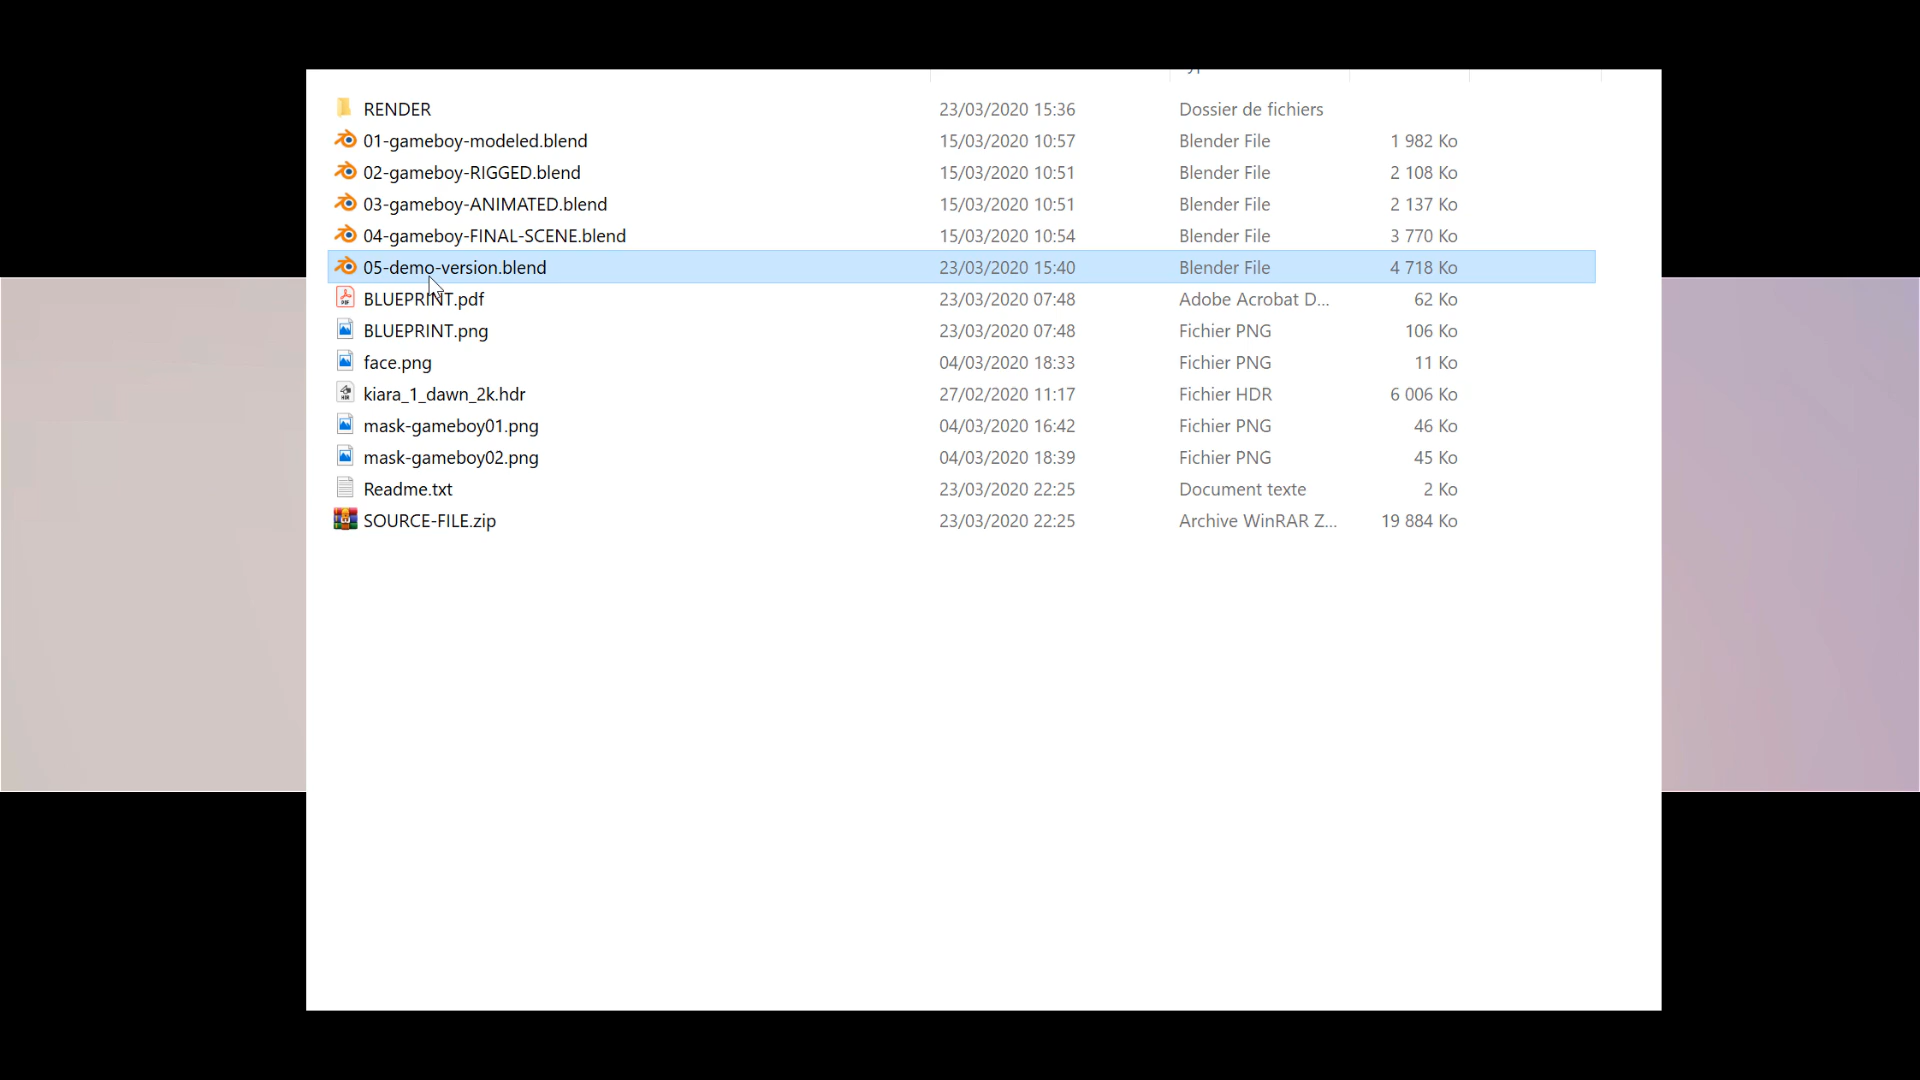 RENDER 23/03/2020 15:36 Dossier de fichiers
01-gameboy-modeled.blend 15/03/2020 10:57 Blender File 1 982 Ko
02-gameboy-RIGGED.blend 15/03/2020 10:51 Blender File 2 108 Ko
03-gameboy-ANIMATED.blend 15/03/2020 10:51 Blender File 2 137 Ko
04-gameboy-FINAL-SCENE.blend 15/03/2020 10:54 Blender File 3 770 Ko
05-demo-version.blend 23/03/2020 15:40 Blender File 4 718 Ko
BLUEPRINT.pdf 23/03/2020 07:48 Adobe Acrobat D... 62 Ko
BLUEPRINT.png 23/03/2020 07:48 Fichier PNG 106 Ko
face.png 04/03/2020 18:33 Fichier PNG 11 Ko
kiara_1_dawn_2k.hdr 27/02/2020 11:17 Fichier HDR 6 006 Ko
mask-gameboy01.png 04/03/2020 16:42 Fichier PNG 46 Ko
mask-gameboy02.png 04/03/2020 18:39 Fichier PNG 45 Ko
Readme.txt 23/03/2020 22:25 Document texte 2 Ko
SOURCE-FILE.zip 23/03/2020 22:25 Archive WinRAR Z... 19 884 Ko